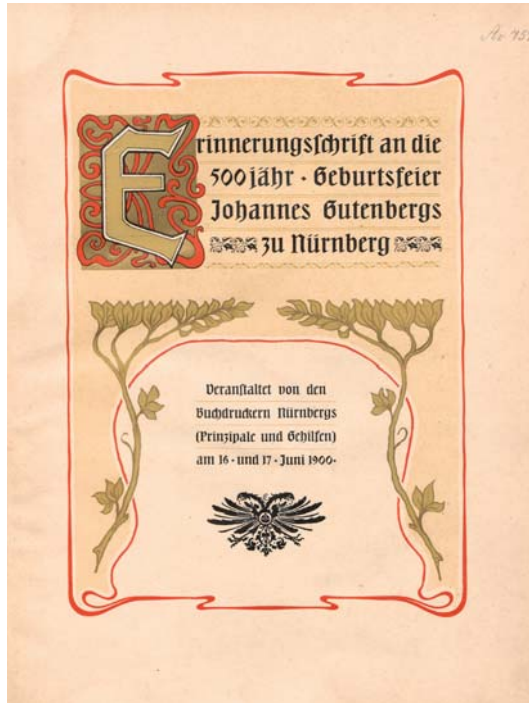 Erinnerungsschrift an die
500jähr · Geburtsfeier
Johannes Gutenbergs
zu Nürnberg
Veranstaltet von den
Buchdruckern Nürnbergs
(Prinzipale und Gehilfen)
am 16 · und 17 · Juni 1900 ·